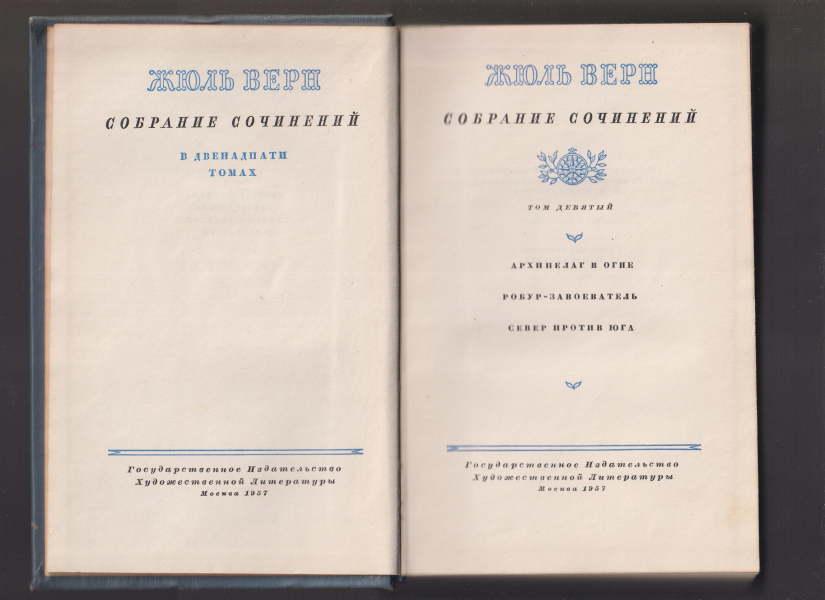 ЖЮЛЬ ВЕРН
СОБРАНИЕ СОЧИНЕНИЙ
В ДВЕНАДЦАТИ
ТОМАХ
Государственное Издательство
Художественной Литературы
Москва 1957
ЖЮЛЬ ВЕРН
СОБРАНИЕ СОЧИНЕНИЙ
ТОМ ДЕВЯТЫЙ
АРХИПЕЛАГ В ОГНЕ
РОБУР-ЗАВОЕВАТЕЛЬ
СЕВЕР ПРОТИВ ЮГА
Государственное Издательство
Художественной Литературы
Москва 1957